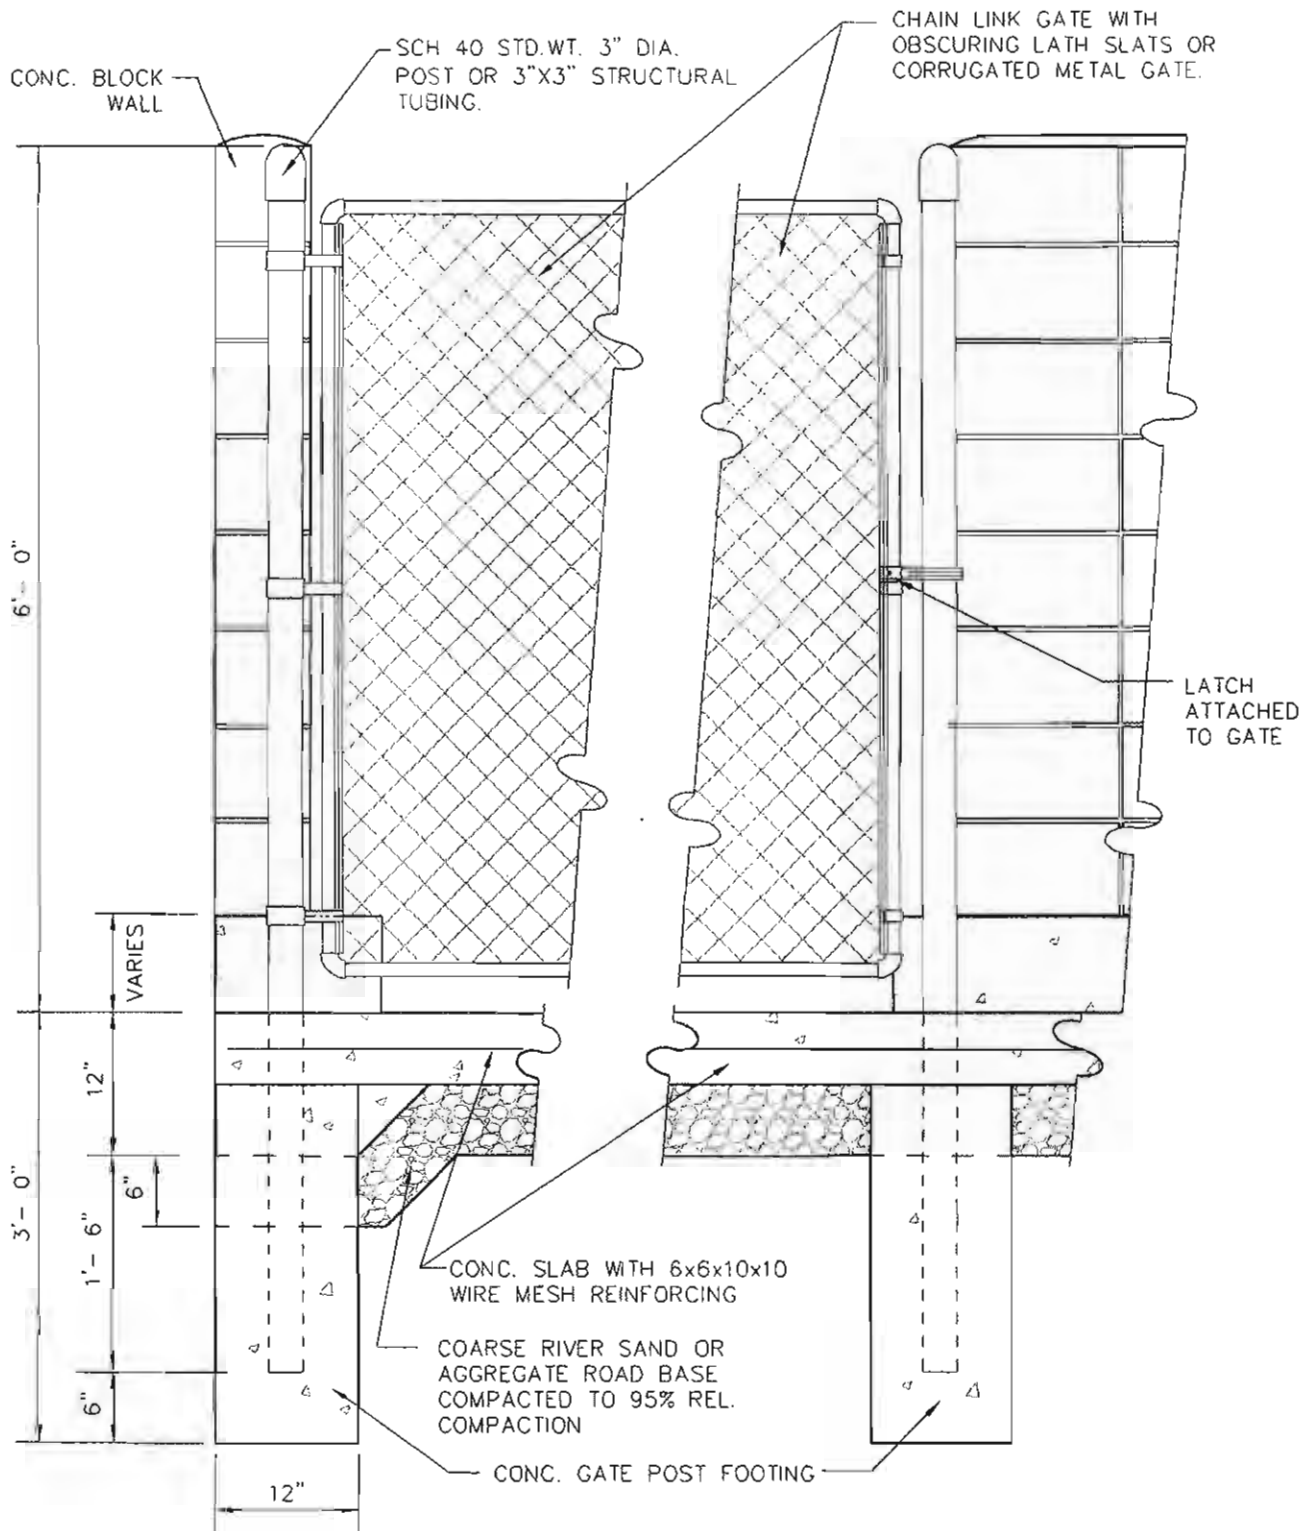 CHAIN LINK GATE WITH
OBSCURING LATH SLATS OR
CORRUGATED METAL GATE.
SCH 40 STD.WT. 3" DIA.
POST OR 3"X3" STRUCTURAL
TUBING.
CONC. BLOCK
WALL
6'- 0"
LATCH
ATTACHED
TO GATE
VARIES
12"
3'- 0"
6"
1'- 6"
6"
CONC. SLAB WITH 6x6x10x10
WIRE MESH REINFORCING
COARSE RIVER SAND OR
AGGREGATE ROAD BASE
COMPACTED TO 95% REL.
COMPACTION
CONC. GATE POST FOOTING
12"